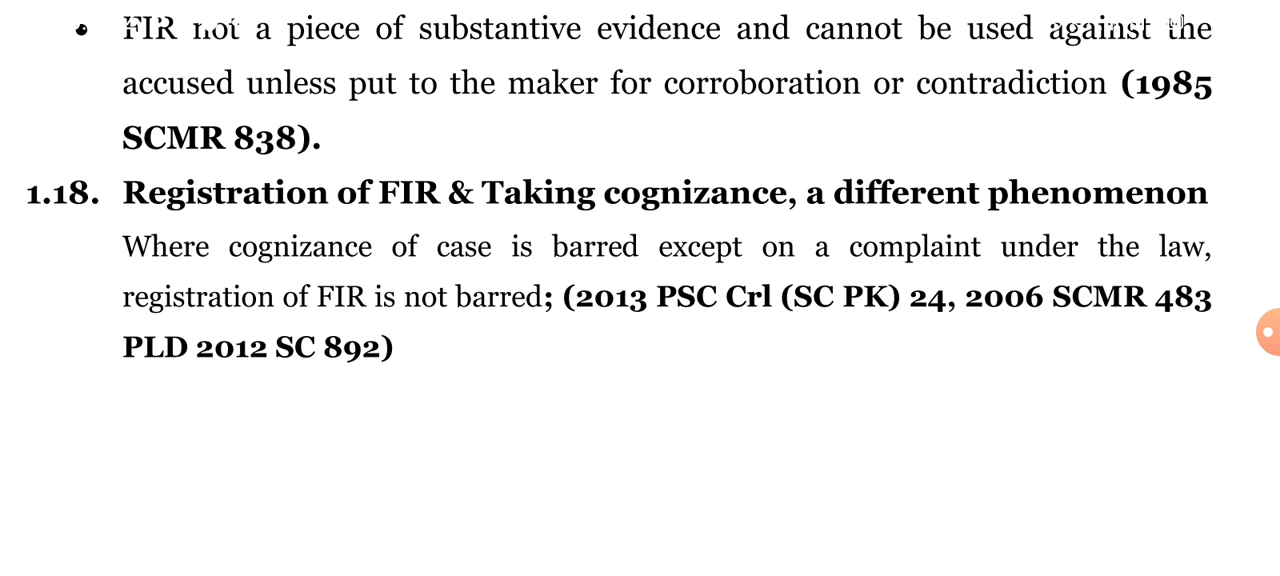 • FIR not a piece of substantive evidence and cannot be used against the
accused unless put to the maker for corroboration or contradiction (1985
SCMR 838).
1.18. Registration of FIR & Taking cognizance, a different phenomenon
Where cognizance of case is barred except on a complaint under the law,
registration of FIR is not barred; (2013 PSC Crl (SC PK) 24, 2006 SCMR 483
PLD 2012 SC 892)